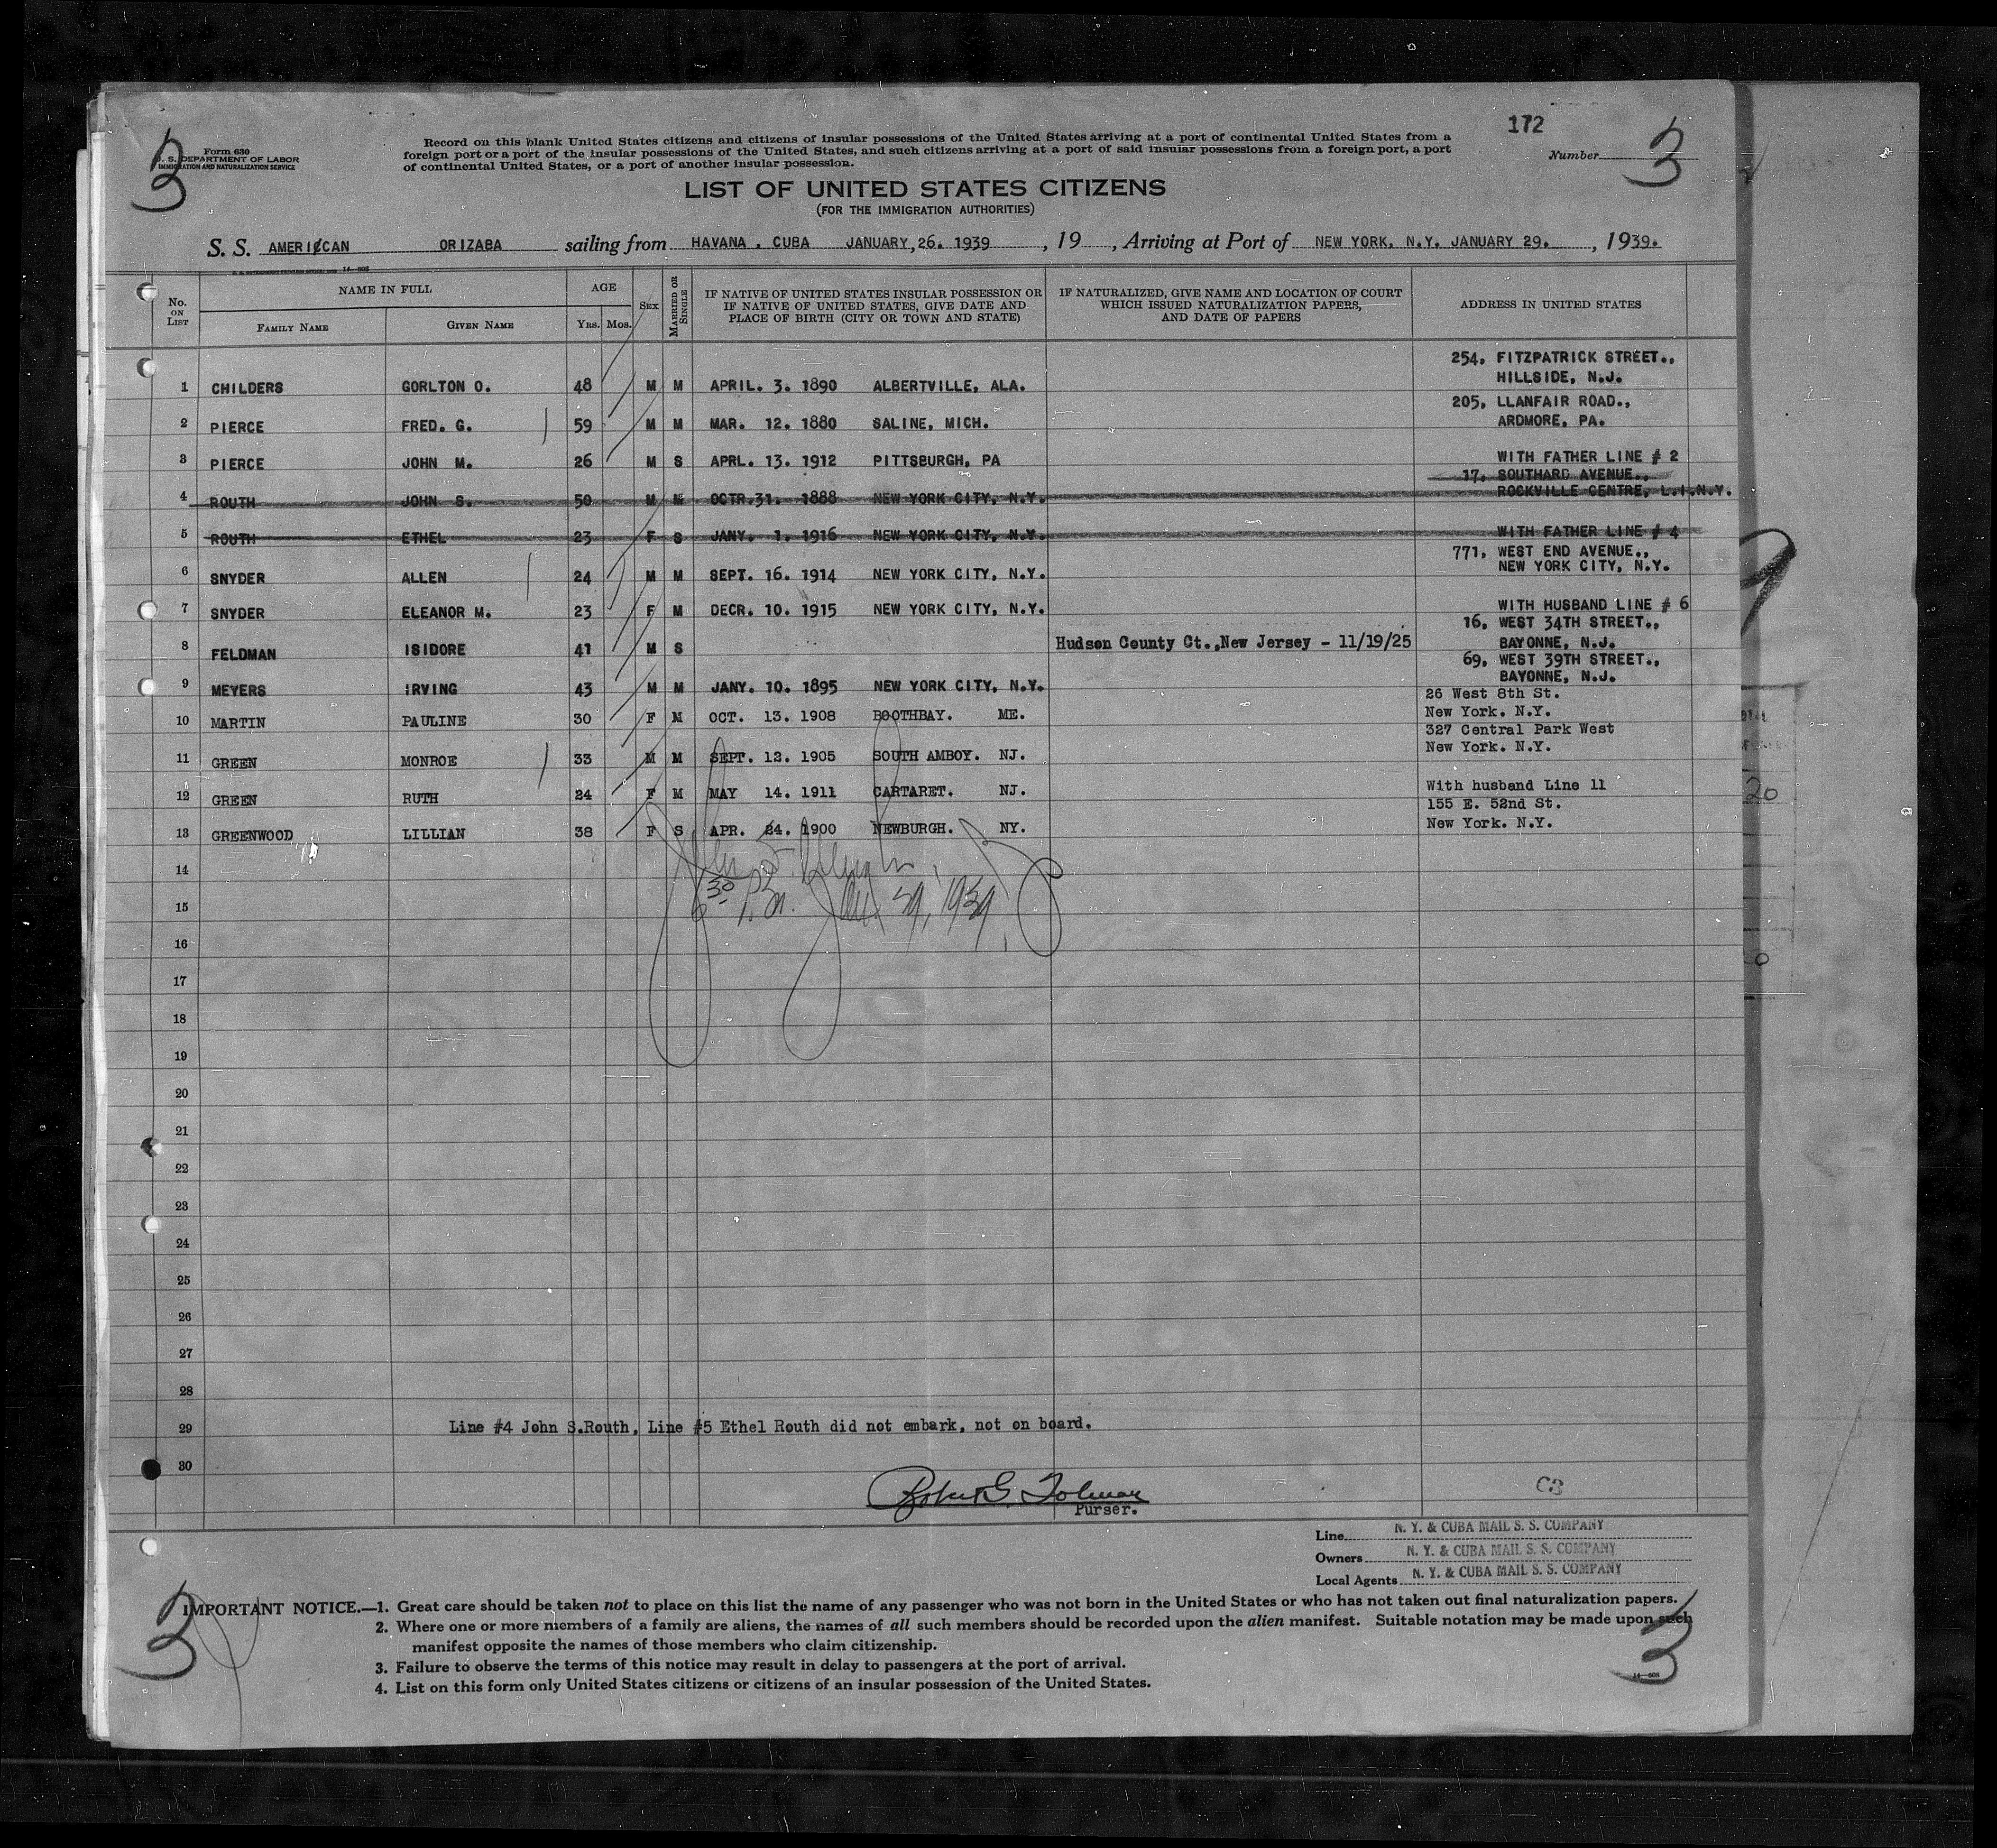 172
3
3
Form 630
U. S. DEPARTMENT OF LABOR
IMMIGRATION AND NATURALIZATION SERVICE
Record on this blank United States citizens and citizens of insular possessions of the United States arriving at a port of continental United States from a
foreign port or a port of the insular possessions of the United States, and such citizens arriving at a port of said insular possessions from a foreign port, a port
of continental United States, or a port of another insular possession.
Number
LIST OF UNITED STATES CITIZENS
(FOR THE IMMIGRATION AUTHORITIES)
S. S. AMERICAN ORIZABA sailing from HAVANA. CUBA JANUARY,26. 1939, 19 , Arriving at Port of NEW YORK. N.Y. JANUARY 29., 1939.
No. ON LIST
NAME IN FULL
FAMILY NAME
GIVEN NAME
AGE
YRS. MOS.
SEX
MARRIED OR SINGLE
IF NATIVE OF UNITED STATES INSULAR POSSESSION OR
IF NATIVE OF UNITED STATES, GIVE DATE AND
PLACE OF BIRTH (CITY OR TOWN AND STATE)
IF NATURALIZED, GIVE NAME AND LOCATION OF COURT
WHICH ISSUED NATURALIZATION PAPERS,
AND DATE OF PAPERS
ADDRESS IN UNITED STATES
254, FITZPATRICK STREET.,
1 CHILDERS GORLTON O. 48 M M APRIL. 3. 1890 ALBERTVILLE, ALA. HILLSIDE, N.J.
205, LLANFAIR ROAD.,
2 PIERCE FRED. G. 59 M M MAR. 12. 1880 SALINE, MICH. ARDMORE, PA.
3 PIERCE JOHN M. 26 M S APRL. 13. 1912 PITTSBURGH, PA WITH FATHER LINE # 2
17, SOUTHARD AVENUE.,
4 ROUTH JOHN S. 50 M M OCTR.31. 1888 NEW YORK CITY, N.Y. ROCKVILLE CENTRE, L.I.N.Y.
5 ROUTH ETHEL 23 F S JANY. 1. 1916 NEW YORK CITY, N.Y. WITH FATHER LINE # 4
771, WEST END AVENUE.,
6 SNYDER ALLEN 24 M M SEPT. 16. 1914 NEW YORK CITY, N.Y. NEW YORK CITY, N.Y.
7 SNYDER ELEANOR M. 23 F M DECR. 10. 1915 NEW YORK CITY, N.Y. WITH HUSBAND LINE # 6
16, WEST 34TH STREET.,
8 FELDMAN ISIDORE 41 M S Hudson County Ct.,New Jersey - 11/19/25 BAYONNE, N.J.
69, WEST 39TH STREET.,
9 MEYERS IRVING 43 M M JANY. 10. 1895 NEW YORK CITY, N.Y. BAYONNE, N.J.
26 West 8th St.
10 MARTIN PAULINE 30 F M OCT. 13. 1908 BOOTHBAY. ME. New York. N.Y.
327 Central Park West
11 GREEN MONROE 33 M M SEPT. 12. 1905 SOUTH AMBOY. NJ. New York. N.Y.
12 GREEN RUTH 24 F M MAY 14. 1911 CARTARET. NJ. With husband Line 11
155 E. 52nd St.
13 GREENWOOD LILLIAN 38 F S APR. 24. 1900 NEWBURGH. NY. New York. N.Y.
14
15
630 P.M. Jan. 29, 1939
16
17
18
19
20
21
22
23
24
25
26
27
28
29 Line #4 John S.Routh, Line #5 Ethel Routh did not embark, not on board.
30
Robert G. Tolman
Purser.
Line N. Y. & CUBA MAIL S. S. COMPANY
Owners N. Y. & CUBA MAIL S. S. COMPANY
Local Agents N. Y. & CUBA MAIL S. S. COMPANY
IMPORTANT NOTICE.—1. Great care should be taken not to place on this list the name of any passenger who was not born in the United States or who has not taken out final naturalization papers.
2. Where one or more members of a family are aliens, the names of all such members should be recorded upon the alien manifest. Suitable notation may be made upon such
manifest opposite the names of those members who claim citizenship.
3. Failure to observe the terms of this notice may result in delay to passengers at the port of arrival.
4. List on this form only United States citizens or citizens of an insular possession of the United States.
3
3